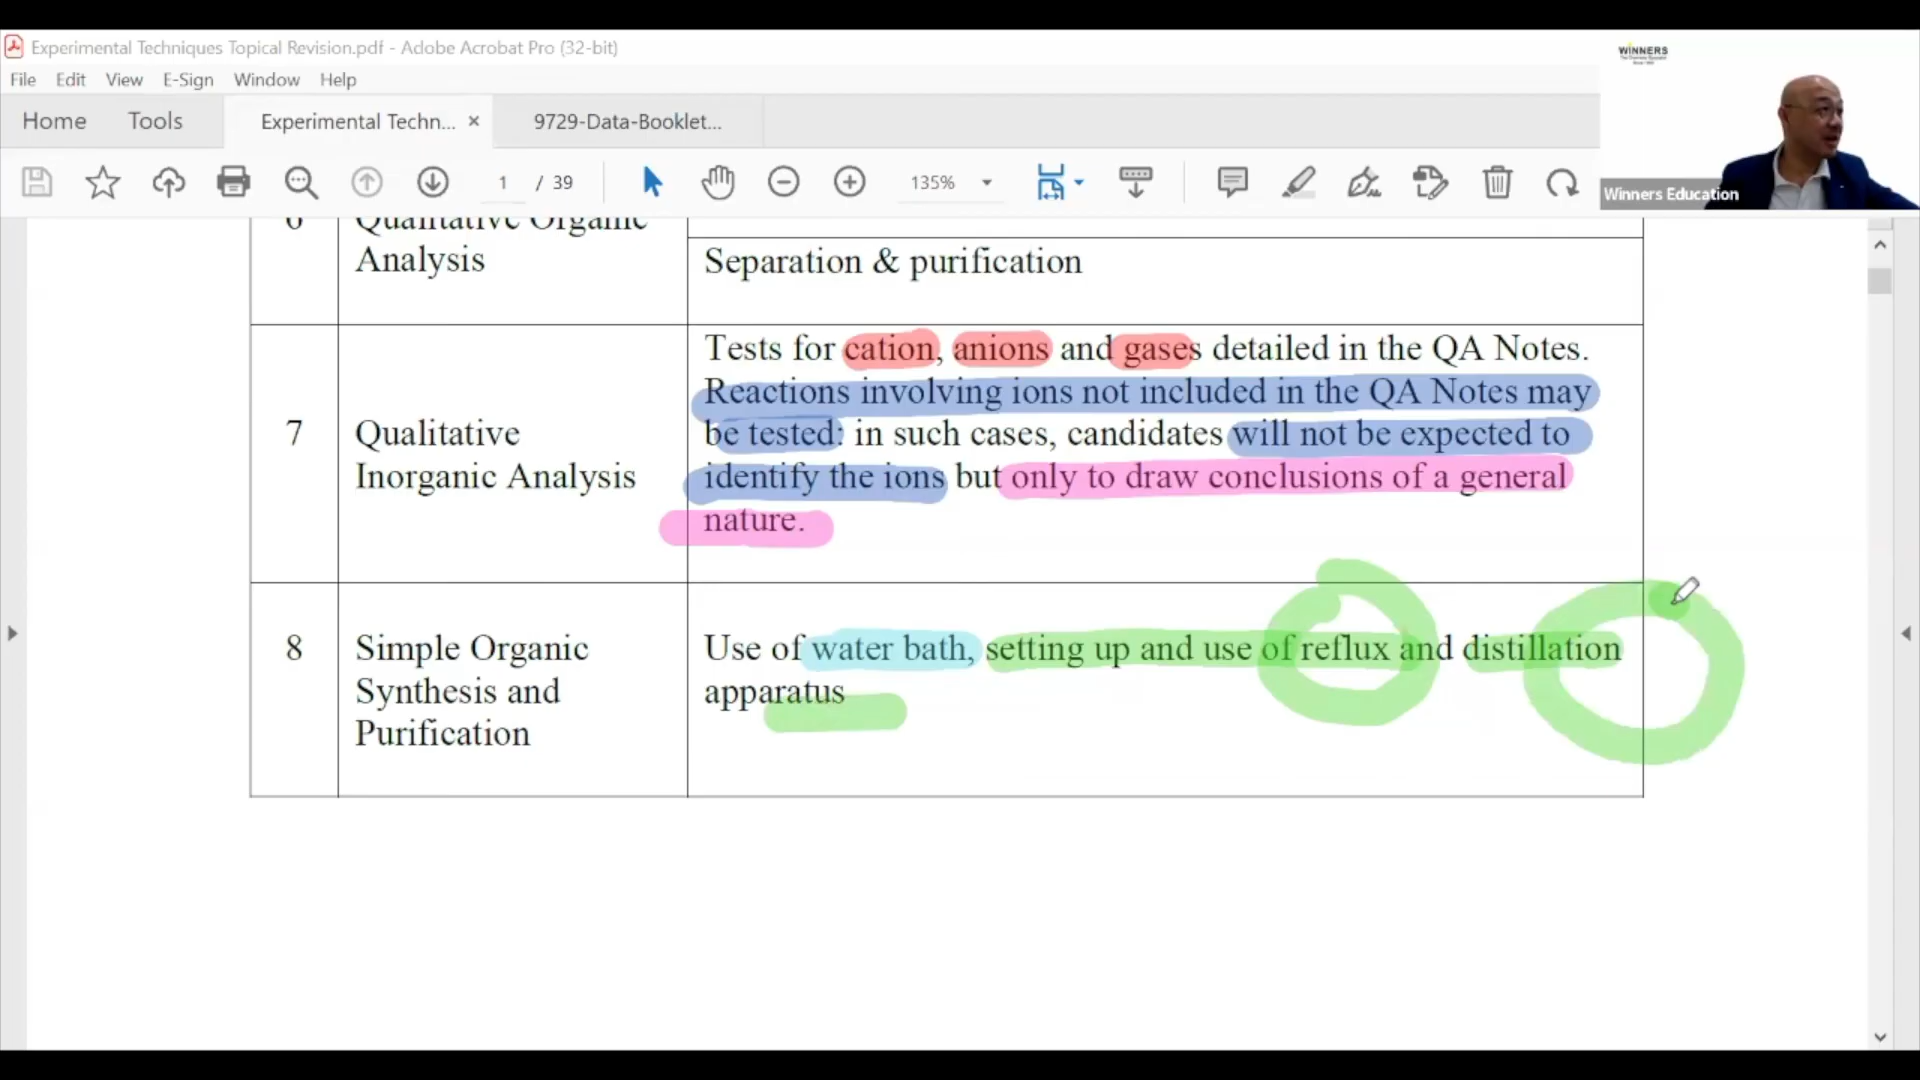 Experimental Techniques Topical Revision.pdf - Adobe Acrobat Pro (32-bit)
WINNERS
File Edit View E-Sign Window Help
Home Tools Experimental Techn... × 9729-Data-Booklet...
1 / 39 135%
Winners Education
6 Qualitative Organic
Analysis
Separation & purification
Tests for cation, anions and gases detailed in the QA Notes.
Reactions involving ions not included in the QA Notes may
7 Qualitative be tested: in such cases, candidates will not be expected to
Inorganic Analysis identify the ions but only to draw conclusions of a general
nature.
8 Simple Organic Use of water bath, setting up and use of reflux and distillation
Synthesis and apparatus
Purification